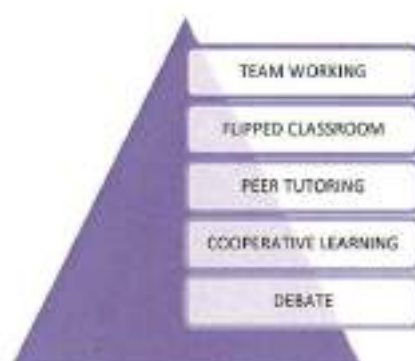 TEAM WORKING
FLIPPED CLASSROOM
PEER TUTORING
COOPERATIVE LEARNING
DEBATE